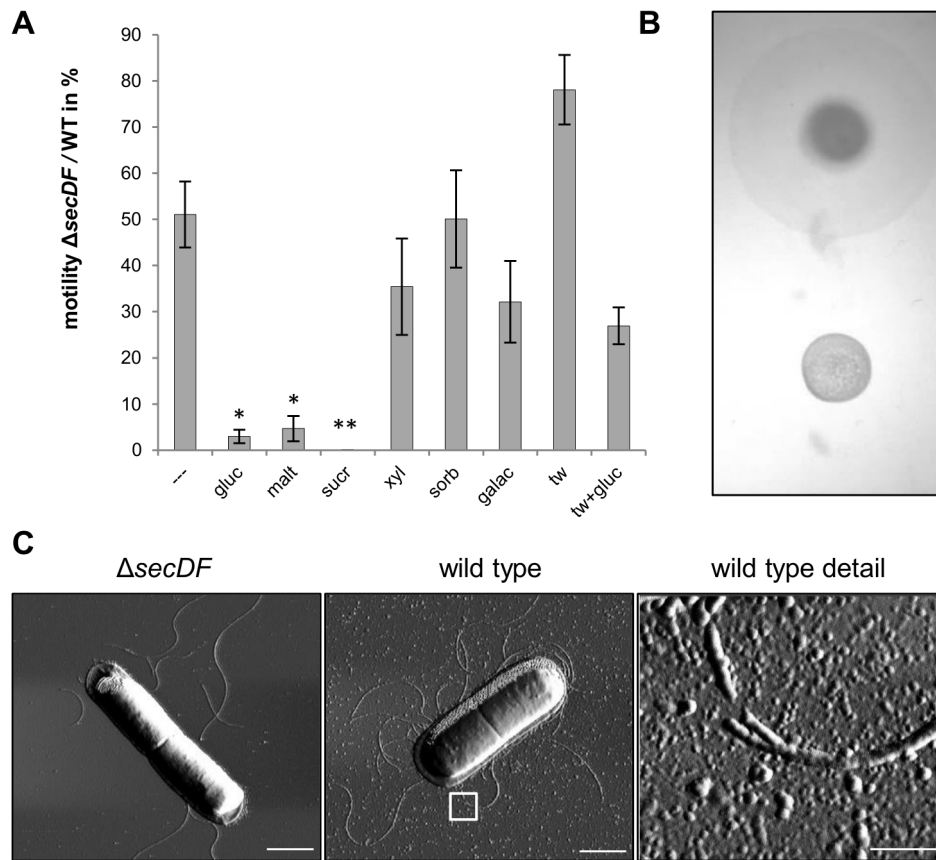 A
B
motility ΔsecDF / WT in %
90
80
70
60
50
40
30
20
10
0
*
*
**
---
gluc
malt
sucr
xyl
sorb
galac
tw
tw+gluc
C
ΔsecDF
wild type
wild type detail